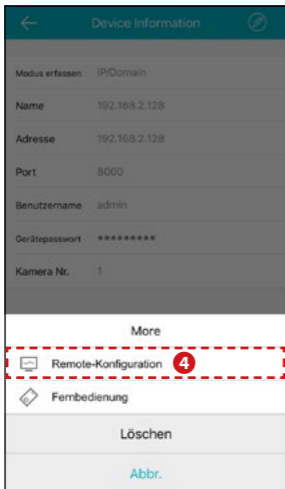 Device Information
Modus erfassen IP/Domain
Name 192.168.2.128
Adresse 192.168.2.128
Port 8000
Benutzername admin
Gerätepasswort *********
Kamera Nr. 1
More
Remote-Konfiguration 4
Fernbedienung
Löschen
Abbr.